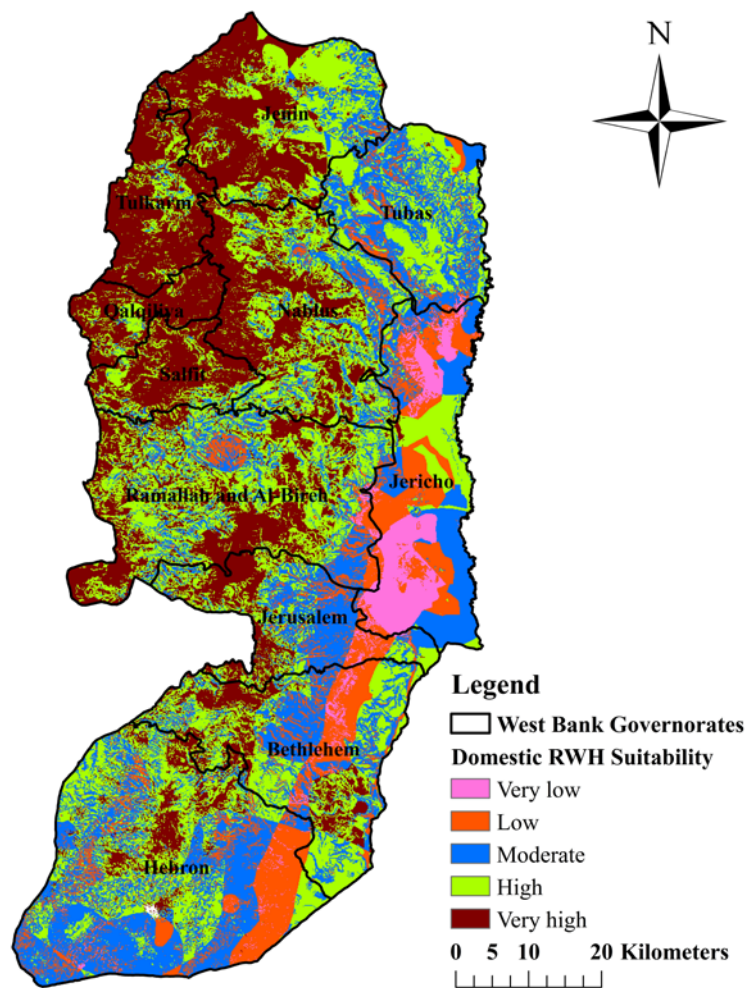 N
Jenin
Tulkarm
Tubas
Qalqiliya
Nablus
Salfit
Jericho
Ramallah and Al-Bireh
Jerusalem
Legend
West Bank Governorates
Bethlehem
Domestic RWH Suitability
Very low
Low
Moderate
Hebron
High
Very high
0 5 10 20 Kilometers